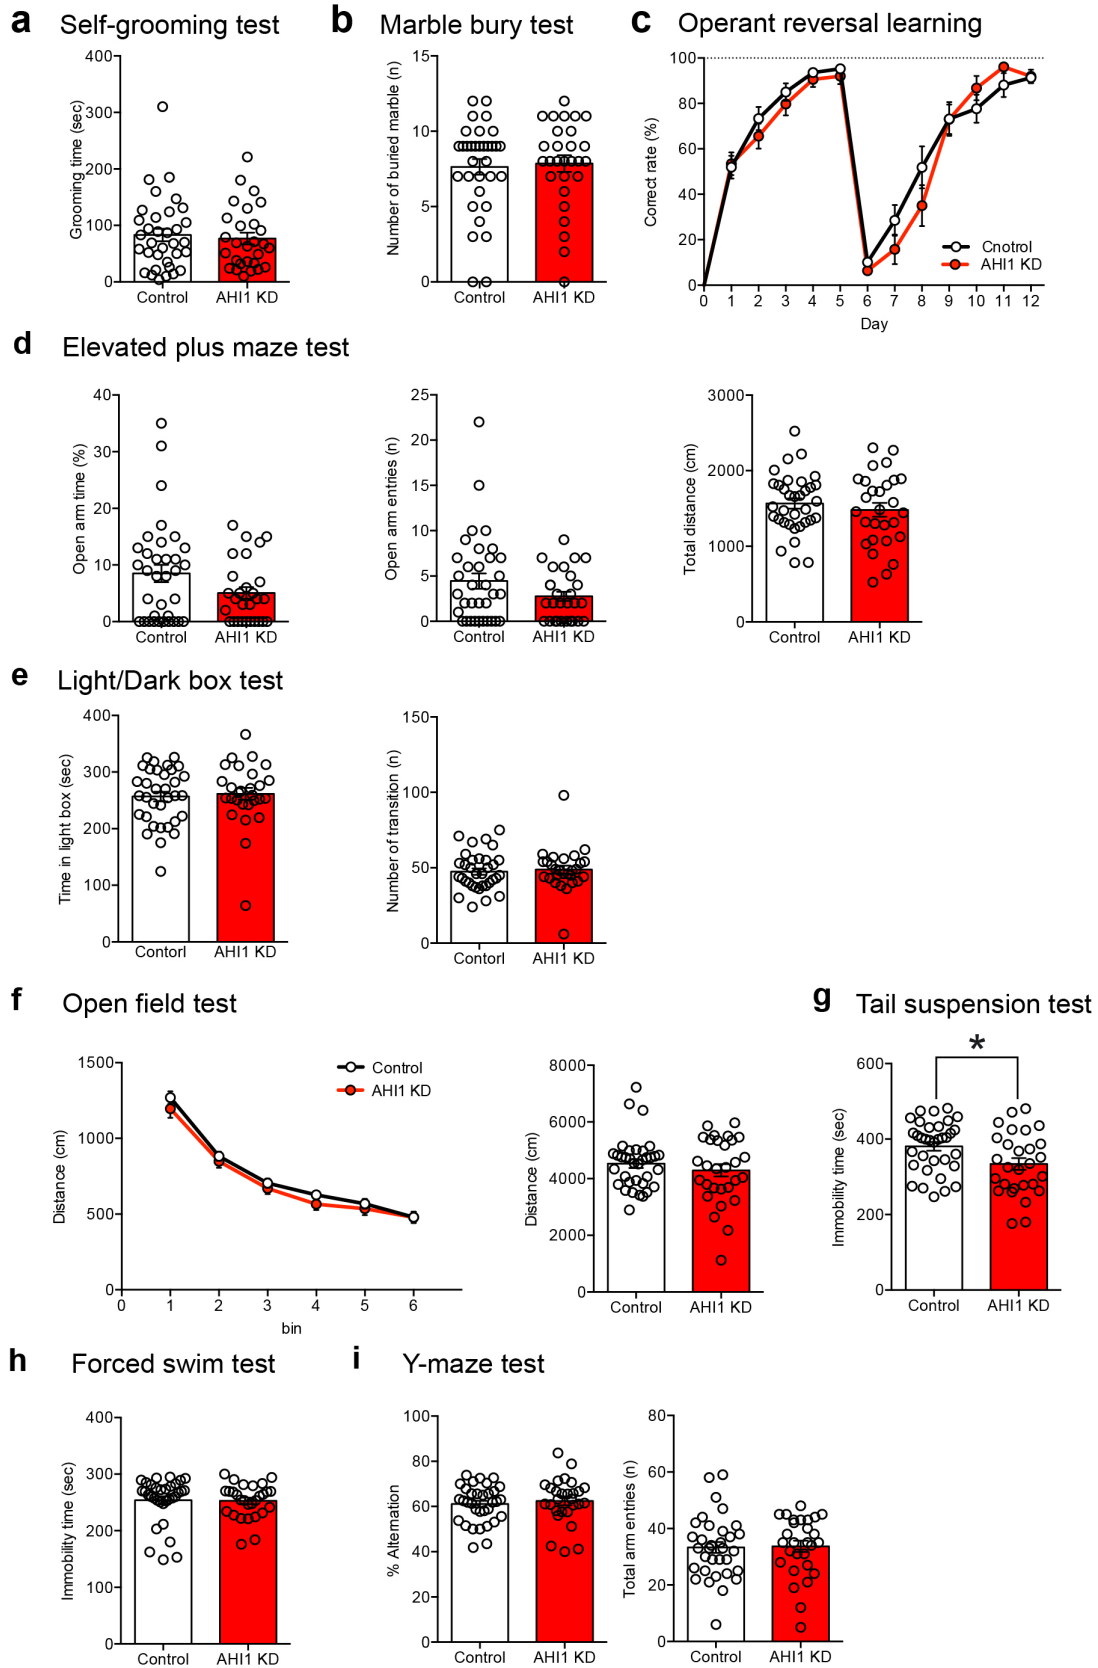 a Self-grooming test
400
300
200
100
0
Grooming time (sec)
Control AHI1 KD
b Marble bury test
15
10
5
0
Number of buried marble (n)
Control AHI1 KD
c Operant reversal learning
100
80
60
40
20
0
Correct rate (%)
Cnotrol
AHI1 KD
0 1 2 3 4 5 6 7 8 9 10 11 12
Day
d Elevated plus maze test
40
30
20
10
0
Open arm time (%)
Control AHI1 KD
25
20
15
10
5
0
Open arm entries (n)
Control AHI1 KD
3000
2000
1000
0
Total distance (cm)
Control AHI1 KD
e Light/Dark box test
400
300
200
100
0
Time in light box (sec)
Contorl AHI1 KD
150
100
50
0
Number of transition (n)
Contorl AHI1 KD
f Open field test
1500
1000
500
0
Distance (cm)
Control
AHI1 KD
0 1 2 3 4 5 6
bin
8000
6000
4000
2000
0
Distance (cm)
Control AHI1 KD
g Tail suspension test
*
600
400
200
0
Immobility time (sec)
Control AHI1 KD
h Forced swim test
400
300
200
100
0
Immobility time (sec)
Control AHI1 KD
i Y-maze test
100
80
60
40
20
0
% Alternation
Control AHI1 KD
80
60
40
20
0
Total arm entries (n)
Control AHI1 KD